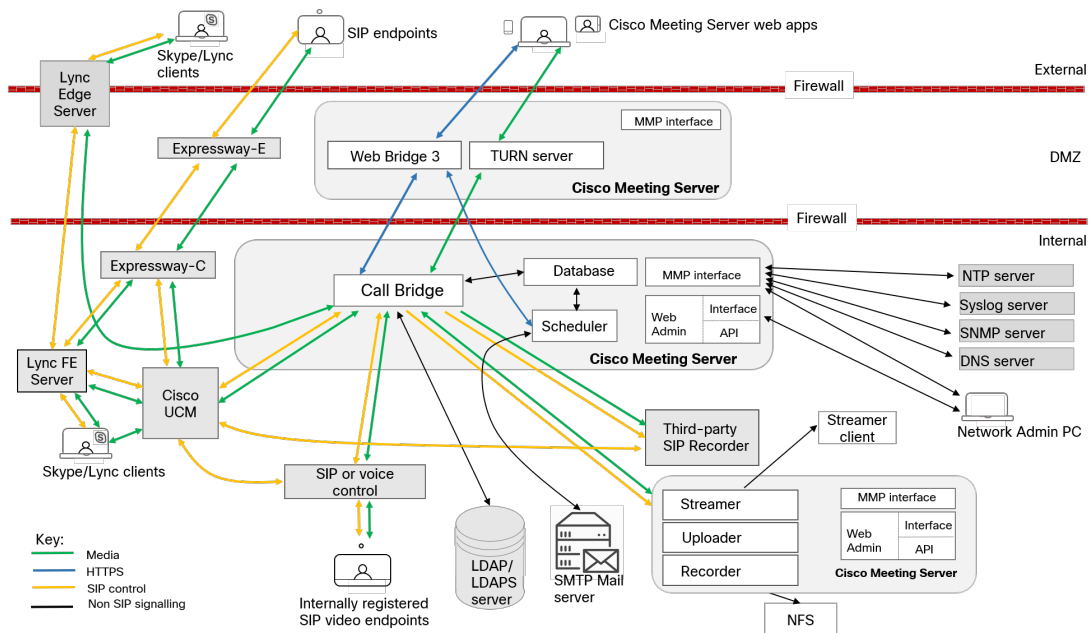 Cisco Meeting Server web apps
SIP endpoints
Skype/Lync
clients
S
External
Lync
Edge
Server
Firewall
MMP interface
Expressway-E
Web Bridge 3
TURN server
DMZ
Cisco Meeting Server
Firewall
Internal
Expressway-C
Database
MMP interface
NTP server
Call Bridge
Syslog server
Scheduler
Web
Admin
Interface
API
SNMP server
Cisco Meeting Server
DNS server
Lync FE
Server
Cisco
UCM
Network Admin PC
Third-party
SIP Recorder
Streamer
client
S
Skype/Lync clients
SIP or voice
control
Streamer
MMP interface
Uploader
Web
Admin
Interface
API
Recorder
Cisco Meeting Server
Key:
Media
HTTPS
SIP control
Non SIP signalling
LDAP/
LDAPS
server
SMTP Mail
server
Internally registered
SIP video endpoints
NFS